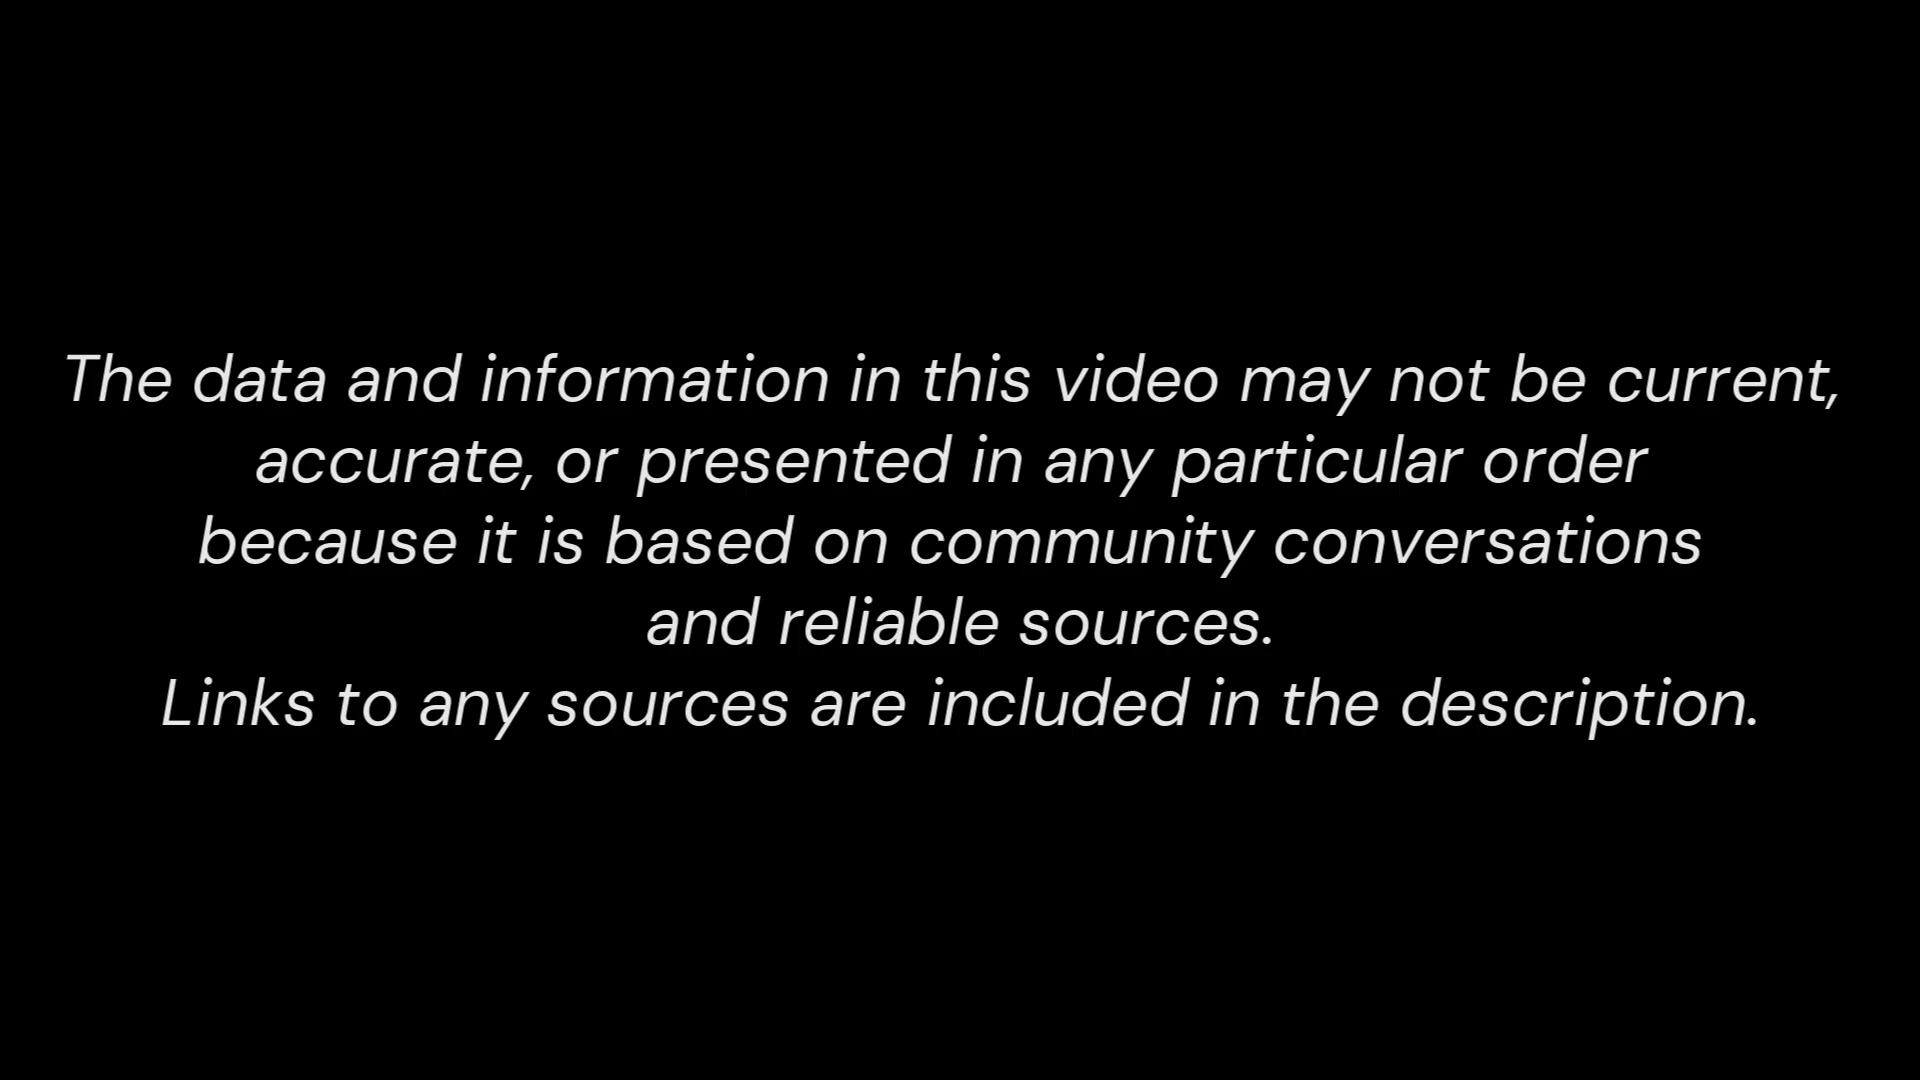 The data and information in this video may not be current,
accurate, or presented in any particular order
because it is based on community conversations
and reliable sources.
Links to any sources are included in the description.